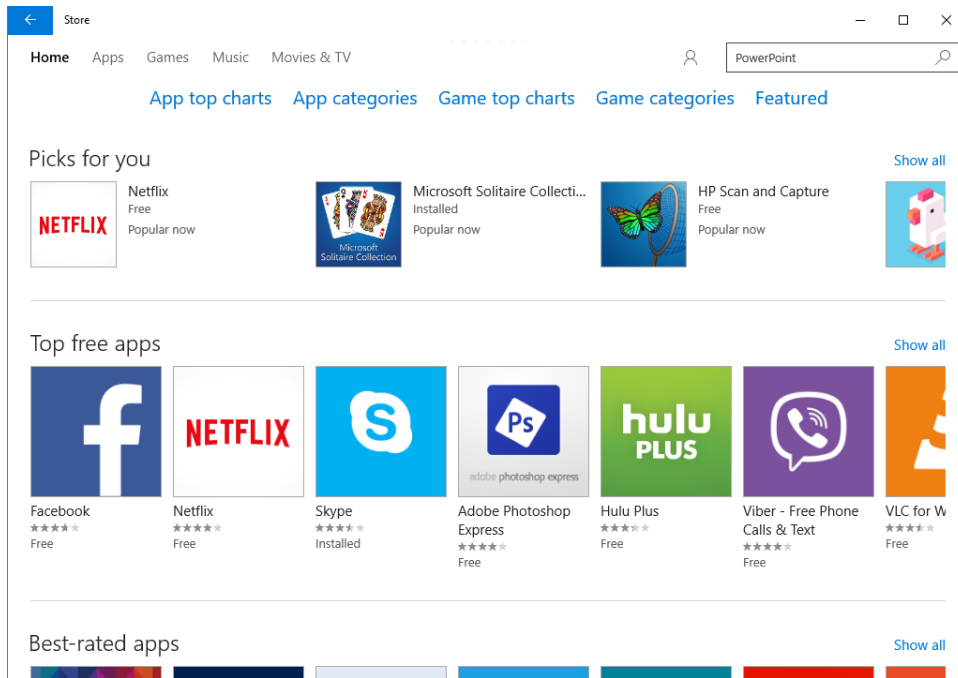 Store
Home Apps Games Music Movies & TV PowerPoint
App top charts App categories Game top charts Game categories Featured
Picks for you Show all
NETFLIX
Netflix
Free
Popular now
Microsoft
Solitaire Collection
Microsoft Solitaire Collecti...
Installed
Popular now
HP Scan and Capture
Free
Popular now
Top free apps Show all
f
NETFLIX
S
Ps
adobe photoshop express
hulu
PLUS
Facebook
Free
Netflix
Free
Skype
Installed
Adobe Photoshop
Express
Free
Hulu Plus
Free
Viber - Free Phone
Calls & Text
Free
VLC for W
Free
Best-rated apps Show all